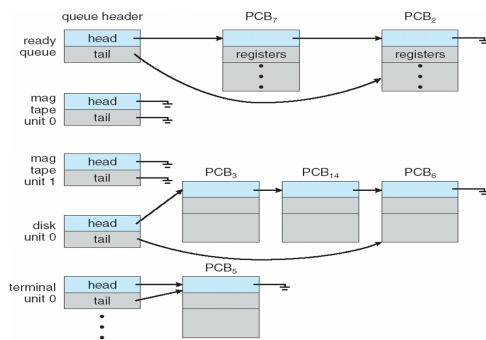 queue header PCB7 PCB2
ready
queue
head
tail
registers
registers
mag
tape
unit 0
head
tail
mag
tape
unit 1
head
tail
PCB3 PCB14 PCB6
disk
unit 0
head
tail
PCB5
terminal
unit 0
head
tail